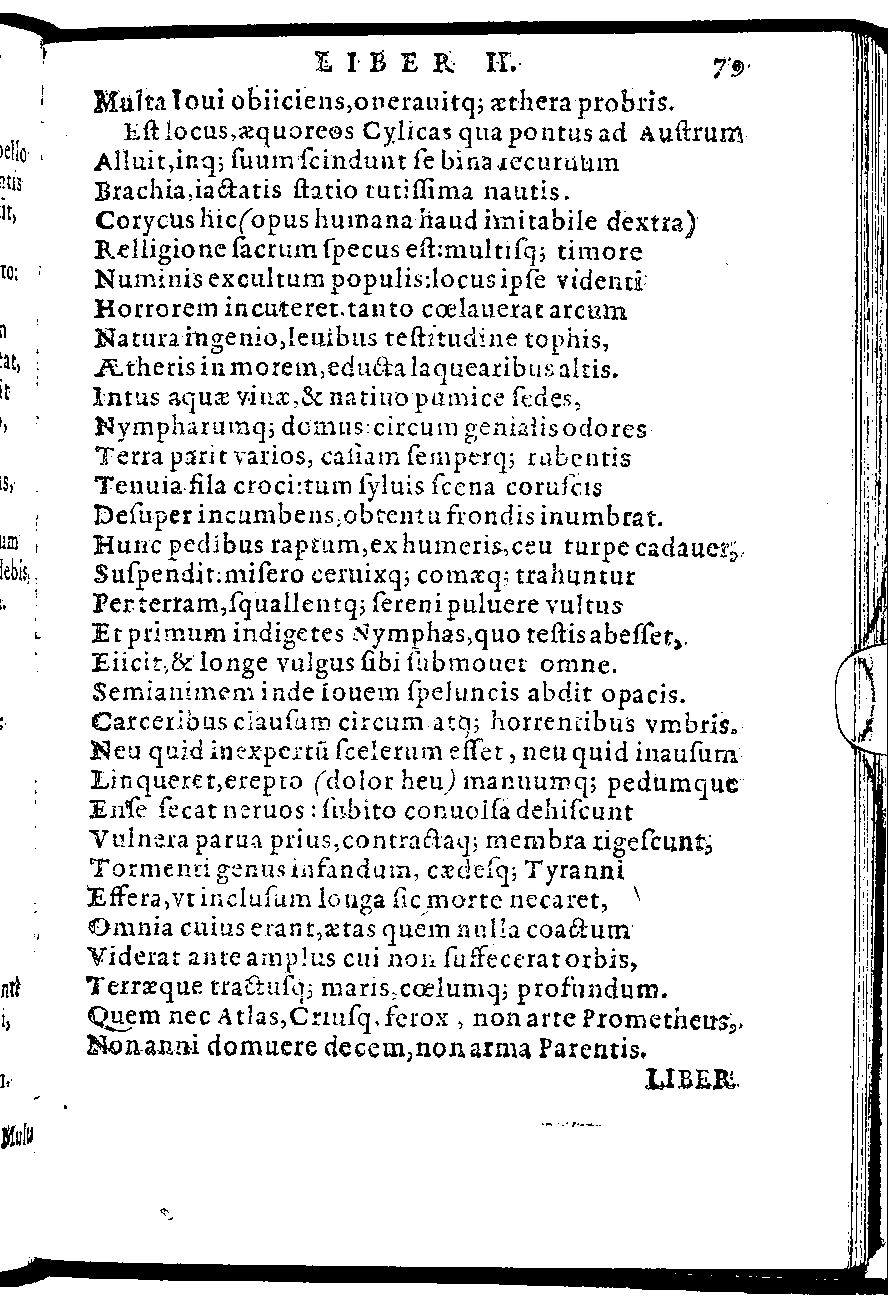 LIBER II. 79
Multa Ioui obiiciens, onerauitq; æthera probris.
Eſt locus, æquoreos Cylicas qua pontus ad Auſtrum
Alluit, inq; ſuum ſcindunt ſe bina recuruum
Brachia, iactatis ſtatio tutiſſima nautis.
Corycus hic (opus humana haud imitabile dextra)
Relligione ſacrum ſpecus eſt: multiſq; timore
Numinis excultum populis: locus ipſe videnti
Horrorem incuteret. tanto cœlauerat arcum
Natura ingenio, leuibus teſtitudine tophis,
Ætheris in morem, educta laquearibus altis.
Intus aquæ viuæ, & natiuo pumice ſedes,
Nympharumq; domus: circum genialis odores
Terra parit varios, caſiam ſemperq; rubentis
Tenuia fila croci: tum ſyluis ſcena coruſcis
Deſuper incumbens, obtentu frondis inumbrat.
Hunc pedibus raptum, ex humeris, ceu turpe cadauer,
Suſpendit: miſero ceruixq; comæq; trahuntur
Per terram, ſquallentq; ſereni puluere vultus
Et primum indigetes Nymphas, quo teſtis abeſſet,
Eiicit, & longe vulgus ſibi ſubmouet omne.
Semianimem inde Iouem ſpeluncis abdit opacis.
Carceribus clauſum circum atq; horrentibus vmbris.
Neu quid inexpertū ſcelerum eſſet, neu quid inauſum
Linqueret, erepto (dolor heu) manuumq; pedumque
Enſe ſecat neruos: ſubito conuolſa dehiſcunt
Vulnera parua prius, contractaq; membra rigeſcunt;
Tormenti genus infandum, cædeſq; Tyranni
Effera, vt incluſum longa ſic morte necaret,
Omnia cuius erant, ætas quem nulla coactum
Viderat ante amplus cui non ſuffecerat orbis,
Terræque tractuſq; maris, cœlumq; profundum.
Quem nec Atlas, Criuſq. ferox, non arte Prometheus,
Non anni domuere decem, non arma Parentis.
LIBER